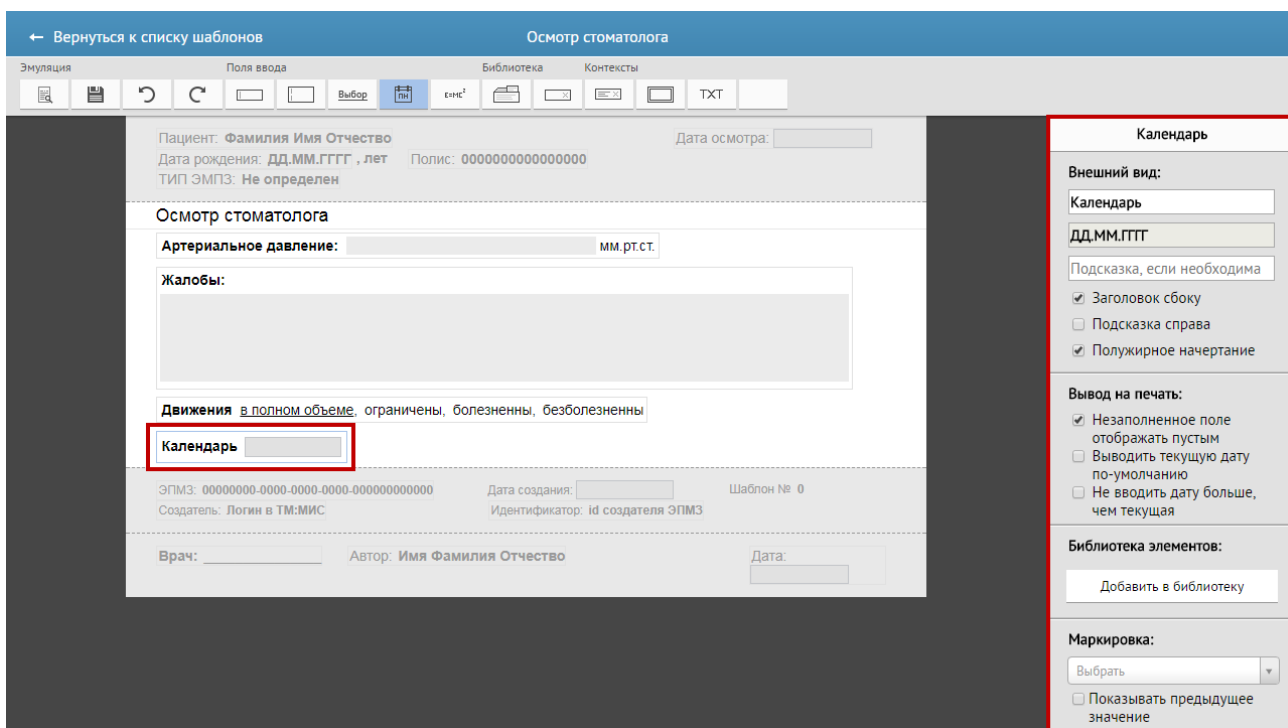 ← Вернуться к списку шаблонов
Осмотр стоматолога
Эмуляция
Поля ввода
Библиотека
Контексты
Выбор
ПН
E=MC²
TXT
Пациент: Фамилия Имя Отчество
Дата осмотра:
Дата рождения: ДД.ММ.ГГГГ , лет Полис: 0000000000000000
ТИП ЭМПЗ: Не определен
Осмотр стоматолога
Артериальное давление: мм.рт.ст.
Жалобы:
Движения в полном объеме, ограничены, болезненны, безболезненны
Календарь
ЭПМЗ: 00000000-0000-0000-0000-000000000000
Дата создания:
Шаблон № 0
Создатель: Логин в ТМ:МИС
Идентификатор: id создателя ЭПМЗ
Врач:
Автор: Имя Фамилия Отчество
Дата:
Календарь
Внешний вид:
Календарь
ДД.ММ.ГГГГ
Подсказка, если необходима
Заголовок сбоку
Подсказка справа
Полужирное начертание
Вывод на печать:
Незаполненное поле
отображать пустым
Выводить текущую дату
по-умолчанию
Не вводить дату больше,
чем текущая
Библиотека элементов:
Добавить в библиотеку
Маркировка:
Выбрать
Показывать предыдущее
значение